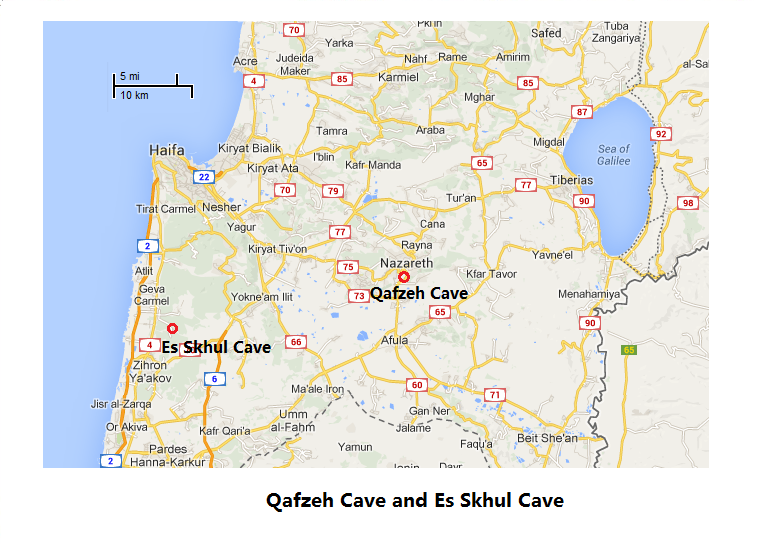 Pkin
Tuba
Zangariya
70
Safed
Yarka
Acre
Judeida
Maker
Nahf
Rame
Amirim
al-Sa
4
85
Karmiel
85
5 mi
10 km
Mghar
87
Tamra
Araba
92
Haifa
Kiryat Bialik
Migdal
Sea of
Galilee
I'blin
Kafr Manda
65
Kiryat Ata
22
70
79
77
Tiberias
Tur'an
90
98
Tirat Carmel
Nesher
Yagur
Cana
77
2
Kiryat Tiv'on
Rayna
Yavne'el
Atlit
75
Nazareth
Kfar Tavor
Geva
Carmel
Yokne'am Ilit
73
Qafzeh Cave
Menahamiya
65
90
Es Skhul Cave
4
66
Afula
65
Zihron
Ya'akov
6
Ma'ale Iron
60
71
Jisr al-Zarqa
Umm
al-Fahm
Gan Ner
Or Akiva
Kafr Qari'a
Jalame
Beit She'an
Faqu'a
Pardes
Hanna-Karkur
Yamun
2
Qafzeh Cave and Es Skhul Cave